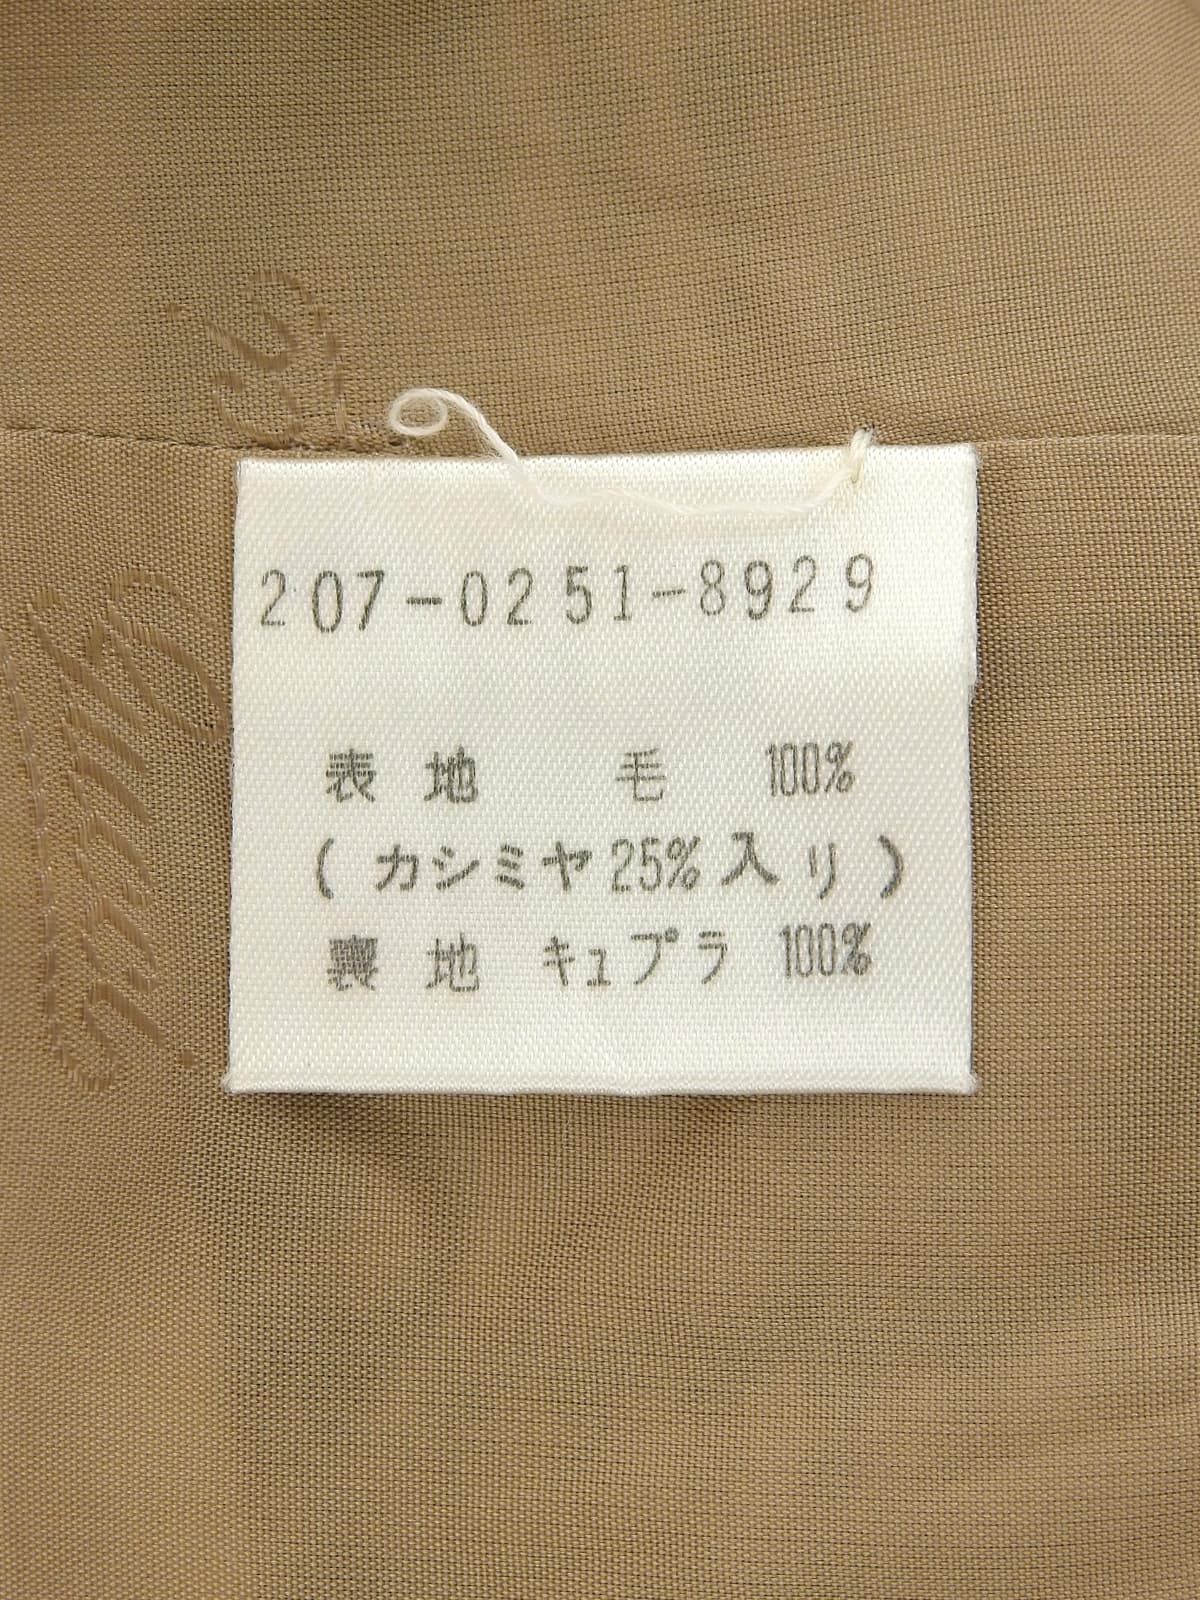 207-0251-8929
表地 毛 100%
(カシミヤ25%入り)
裏地 キュプラ 100%